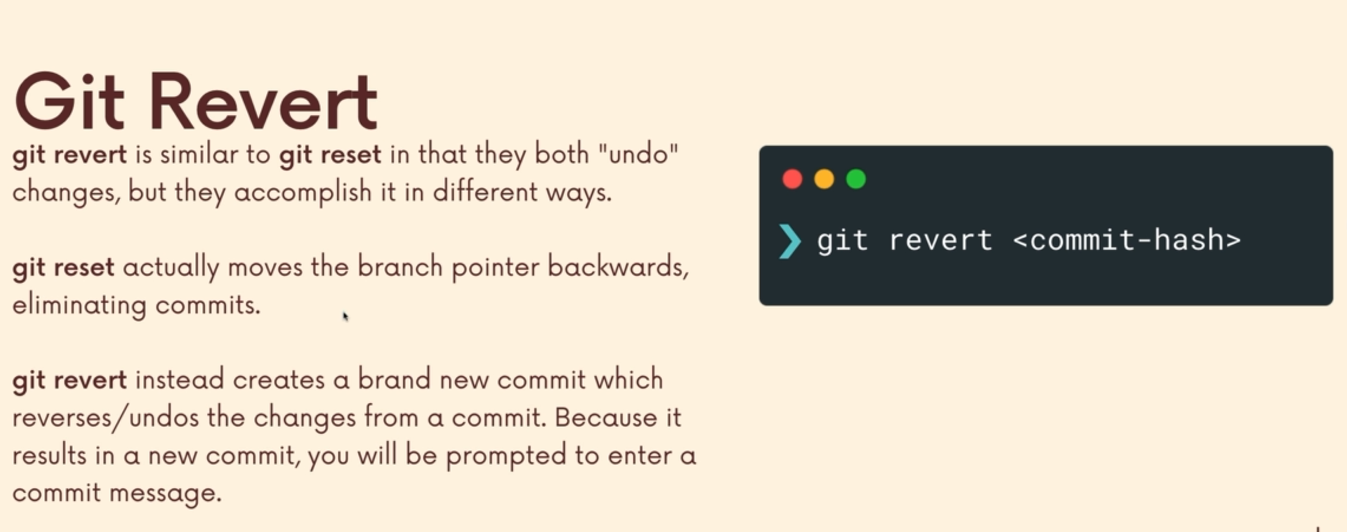 Git Revert
git revert is similar to git reset in that they both "undo"
changes, but they accomplish it in different ways.
git reset actually moves the branch pointer backwards,
eliminating commits.
git revert instead creates a brand new commit which
reverses/undos the changes from a commit. Because it
results in a new commit, you will be prompted to enter a
commit message.
❯ git revert <commit-hash>